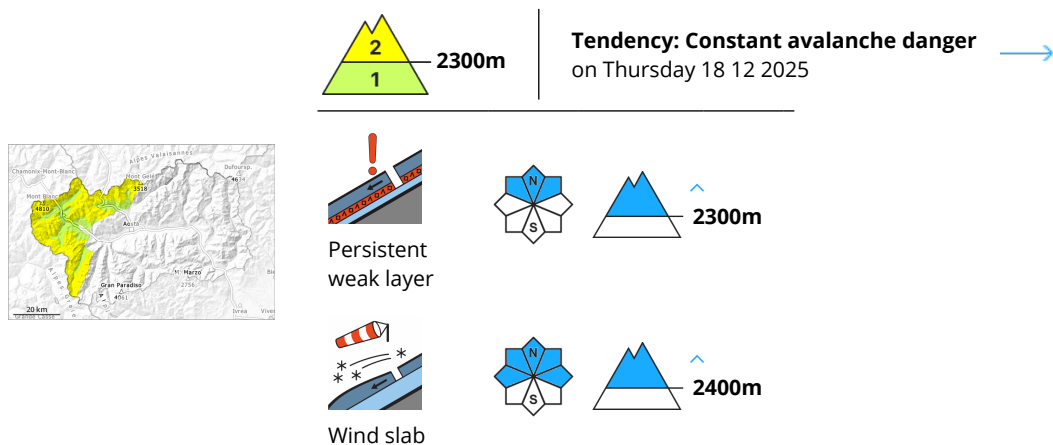 2
1
2300m
Tendency: Constant avalanche danger
on Thursday 18 12 2025
Alpes Valaisannes
Chamonix-Mont-Blanc
Mont Gelé
3518
Dufoursp.
Mont Blanc
4810
Aosta
M. Marzo
2756
Gran Paradiso
4061
Ivrea
20 km
N
S
2300m
Persistent
weak layer
N
S
2400m
Wind slab